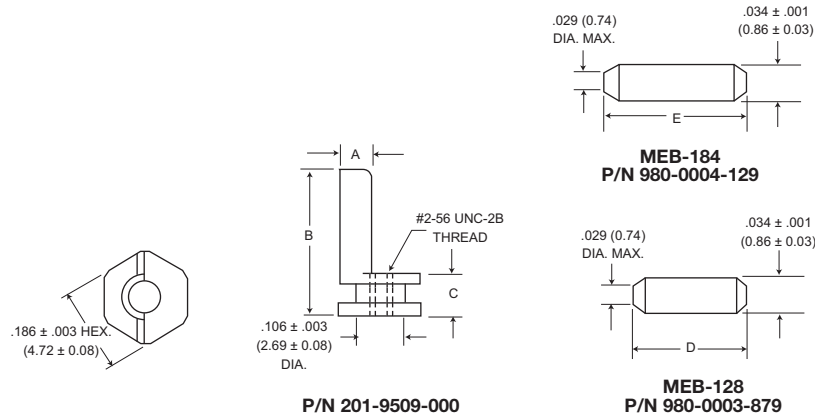 .186 ± .003 HEX.
(4.72 ± 0.08)
A
B
#2-56 UNC-2B
THREAD
C
.106 ± .003
(2.69 ± 0.08)
DIA.
P/N 201-9509-000
.029 (0.74)
DIA. MAX.
.034 ± .001
(0.86 ± 0.03)
E
MEB-184
P/N 980-0004-129
.029 (0.74)
DIA. MAX.
.034 ± .001
(0.86 ± 0.03)
D
MEB-128
P/N 980-0003-879